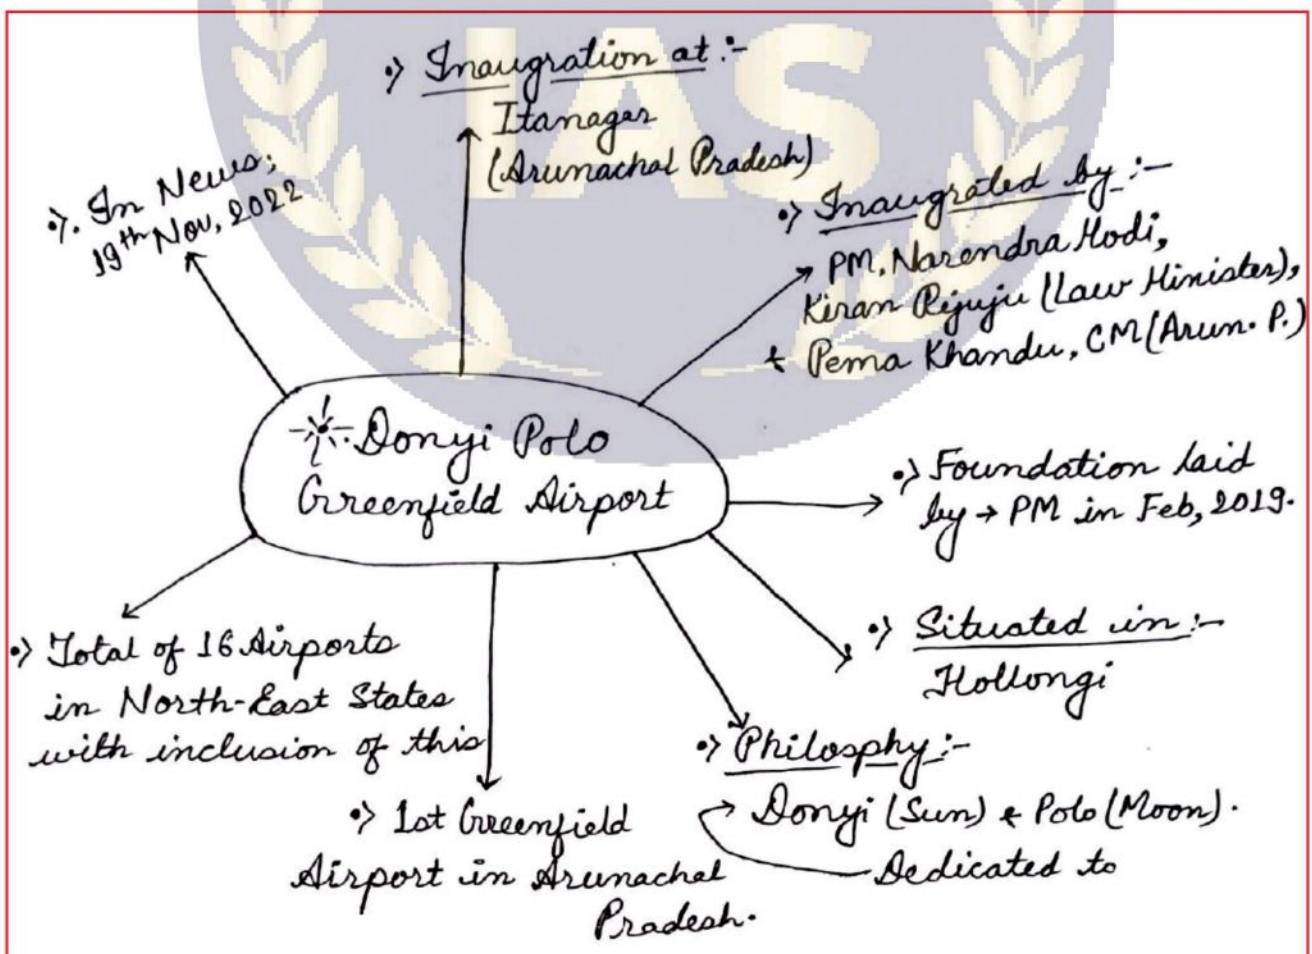 IAS
•) Inaugration at :-
Itanagar
(Arunachal Pradesh)
•). In News;
19th Nov, 2022
•) Inaugrated by :-
PM, Narendra Modi,
Kiran Rijuju (Law Minister),
& Pema Khandu, CM (Arun. P.)
Donyi Polo
Greenfield Airport
•) Foundation laid
by → PM in Feb, 2019.
•) Situated in :-
Hollongi
•) Philosphy :-
Donyi (Sun) & Polo (Moon).
Dedicated to
•) 1st Greenfield
Airport in Arunachal
Pradesh.
•) Total of 16 Airports
in North-East States
with inclusion of this